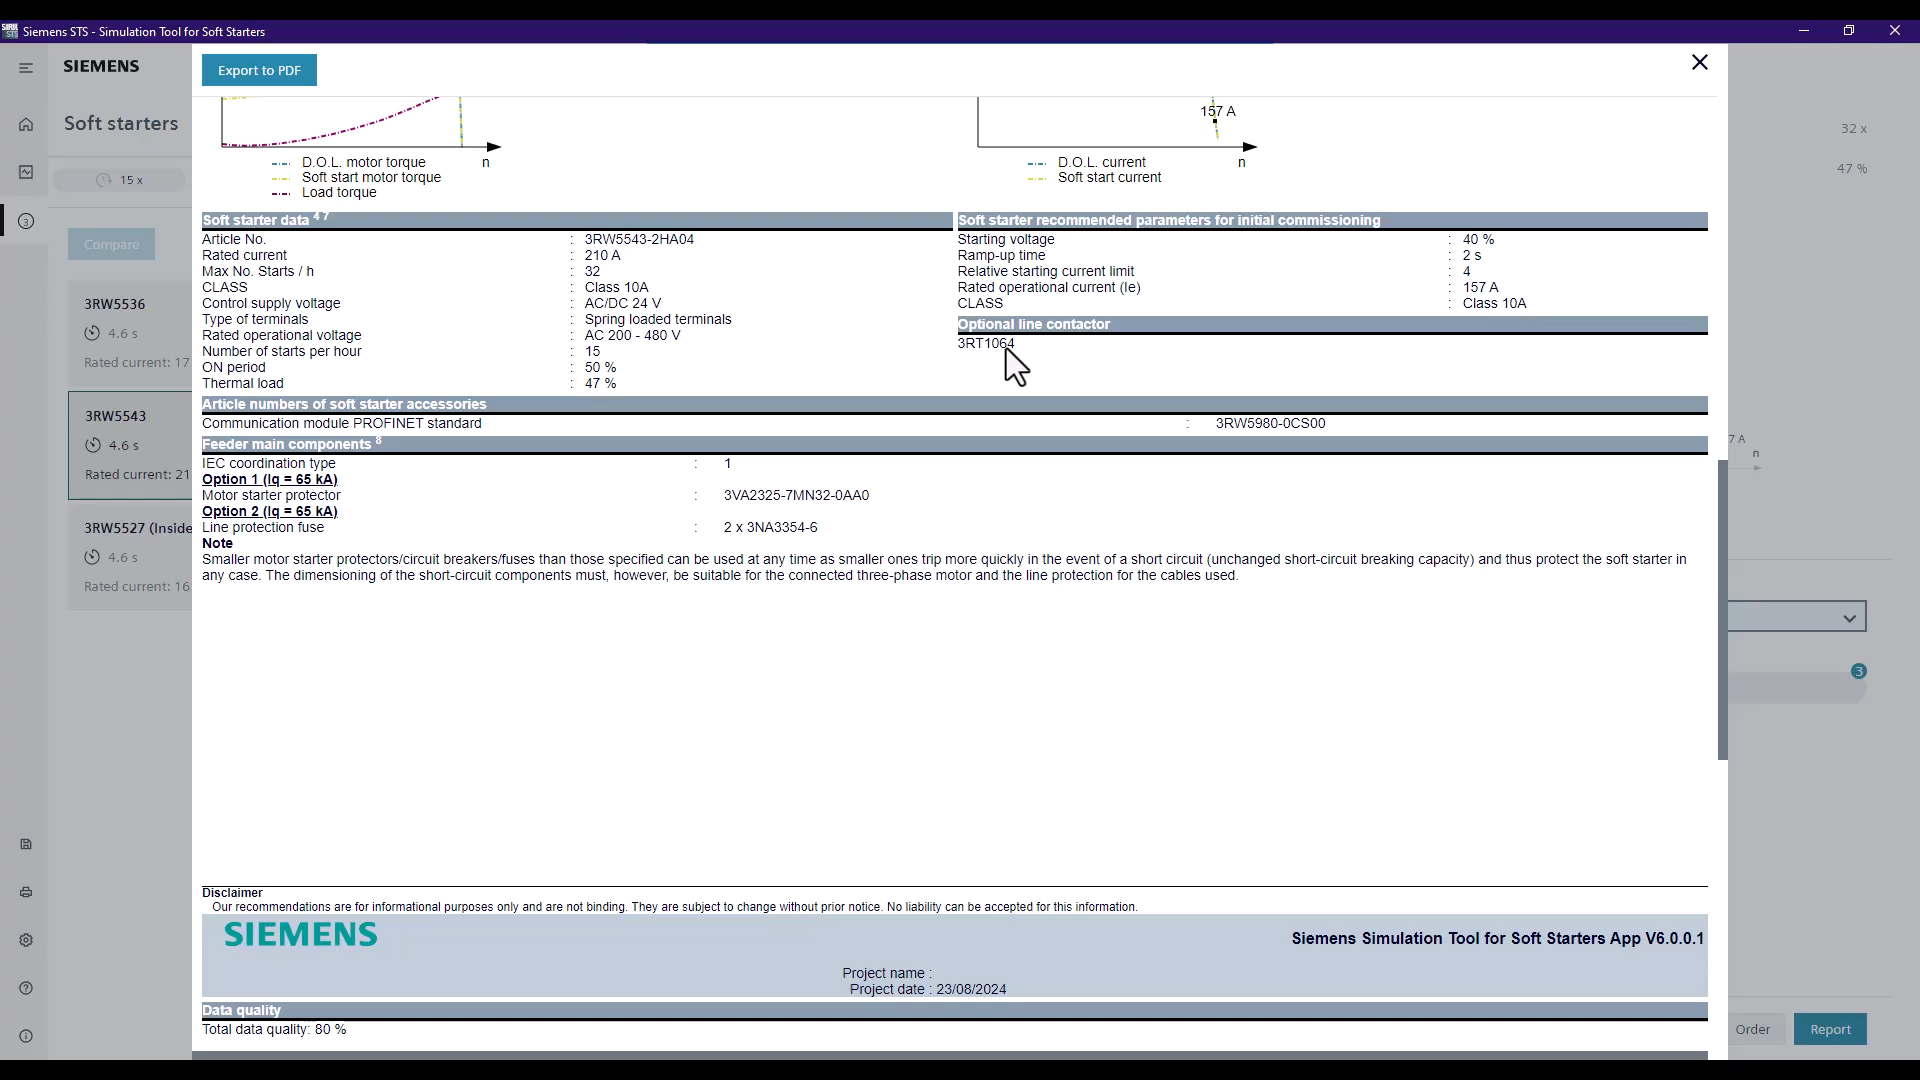 Siemens STS - Simulation Tool for Soft Starters
SIEMENS
Soft starters
15 x
Compare
3RW5536
4.6 s
Rated current: 17
3RW5543
4.6 s
Rated current: 21
3RW5527 (Inside
4.6 s
Rated current: 16
Export to PDF
157 A
n
n
D.O.L. motor torque
Soft start motor torque
Load torque
D.O.L. current
Soft start current
Soft starter data 4 7
Article No. : 3RW5543-2HA04
Rated current : 210 A
Max No. Starts / h : 32
CLASS : Class 10A
Control supply voltage : AC/DC 24 V
Type of terminals : Spring loaded terminals
Rated operational voltage : AC 200 - 480 V
Number of starts per hour : 15
ON period : 50 %
Thermal load : 47 %
Soft starter recommended parameters for initial commissioning
Starting voltage : 40 %
Ramp-up time : 2 s
Relative starting current limit : 4
Rated operational current (Ie) : 157 A
CLASS : Class 10A
Optional line contactor
3RT1064
Article numbers of soft starter accessories
Communication module PROFINET standard : 3RW5980-0CS00
Feeder main components 8
IEC coordination type : 1
Option 1 (Iq = 65 kA)
Motor starter protector : 3VA2325-7MN32-0AA0
Option 2 (Iq = 65 kA)
Line protection fuse : 2 x 3NA3354-6
Note
Smaller motor starter protectors/circuit breakers/fuses than those specified can be used at any time as smaller ones trip more quickly in the event of a short circuit (unchanged short-circuit breaking capacity) and thus protect the soft starter in
any case. The dimensioning of the short-circuit components must, however, be suitable for the connected three-phase motor and the line protection for the cables used.
Disclaimer
Our recommendations are for informational purposes only and are not binding. They are subject to change without prior notice. No liability can be accepted for this information.
SIEMENS
Siemens Simulation Tool for Soft Starters App V6.0.0.1
Project name :
Project date : 23/08/2024
Data quality
Total data quality: 80 %
32 x
47 %
7 A
n
3
Order
Report